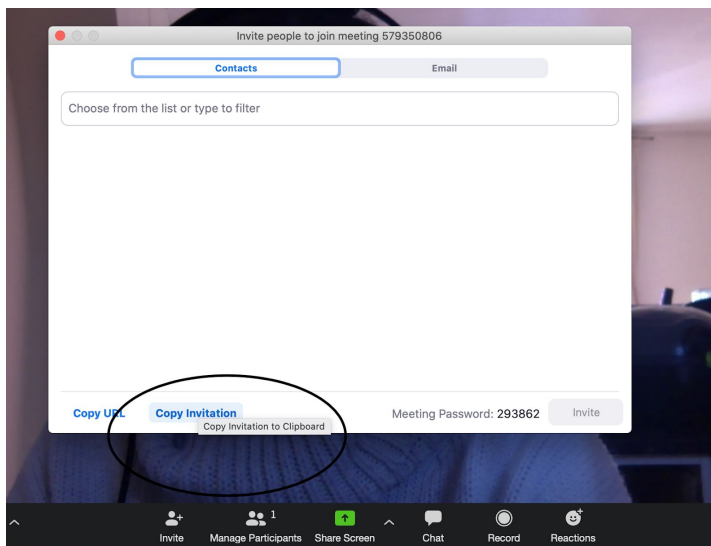 Invite people to join meeting 579350806
Contacts Email
Choose from the list or type to filter
Copy URL Copy Invitation Meeting Password: 293862 Invite
Copy Invitation to Clipboard
1
Invite Manage Participants Share Screen Chat Record Reactions